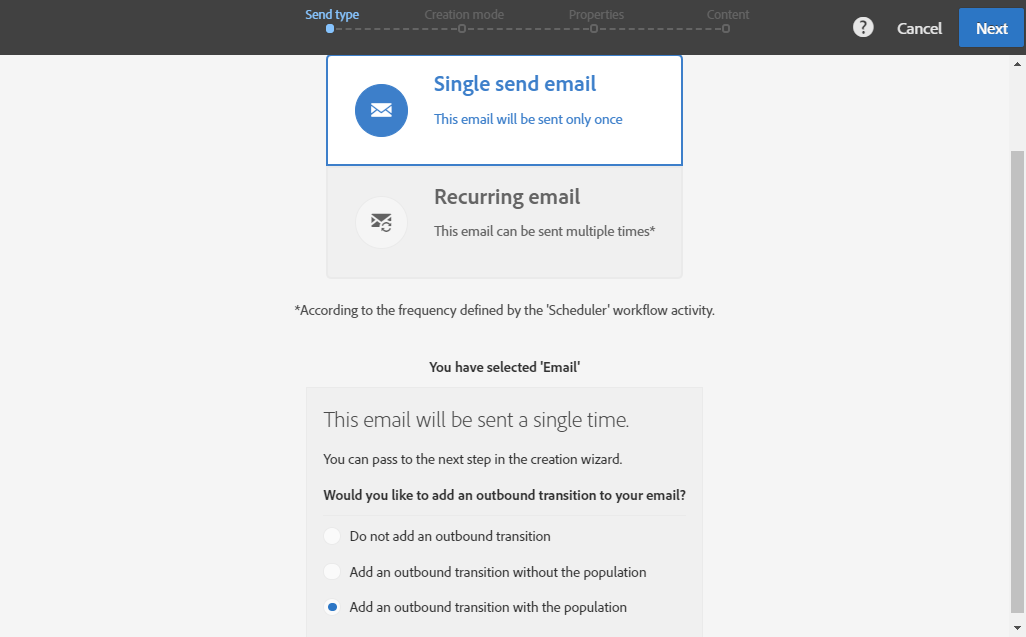 Send type
Creation mode
Properties
Content
?
Cancel
Next
Single send email
This email will be sent only once
Recurring email
This email can be sent multiple times*
*According to the frequency defined by the 'Scheduler' workflow activity.
You have selected 'Email'
This email will be sent a single time.
You can pass to the next step in the creation wizard.
Would you like to add an outbound transition to your email?
Do not add an outbound transition
Add an outbound transition without the population
Add an outbound transition with the population